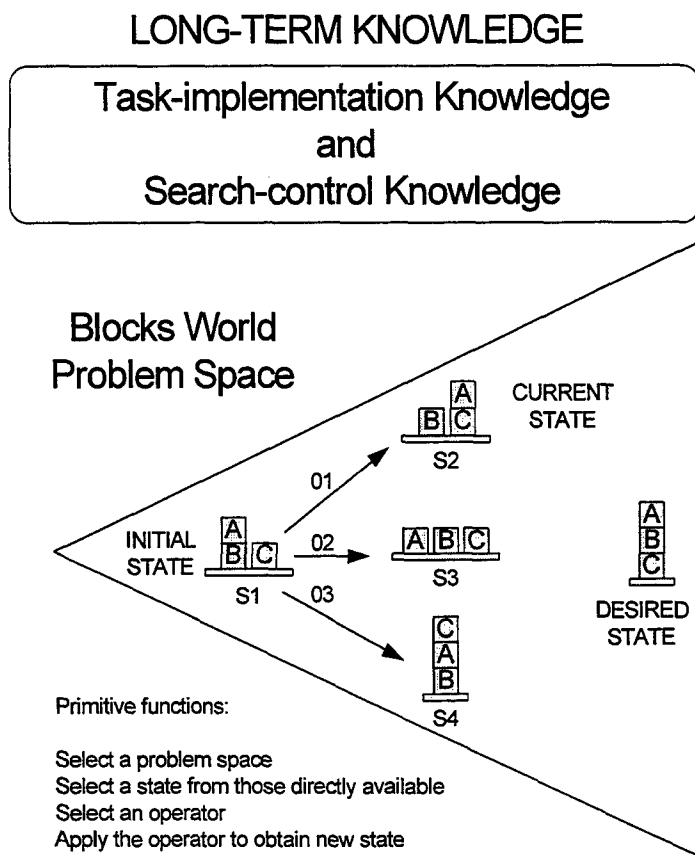 LONG-TERM KNOWLEDGE
Task-implementation Knowledge
and
Search-control Knowledge
Blocks World
Problem Space
A
B C
S2
CURRENT
STATE
01
INITIAL
STATE
A
B C
S1
02
A B C
S3
03
C
A
B
S4
A
B
C
DESIRED
STATE
Primitive functions:
Select a problem space
Select a state from those directly available
Select an operator
Apply the operator to obtain new state